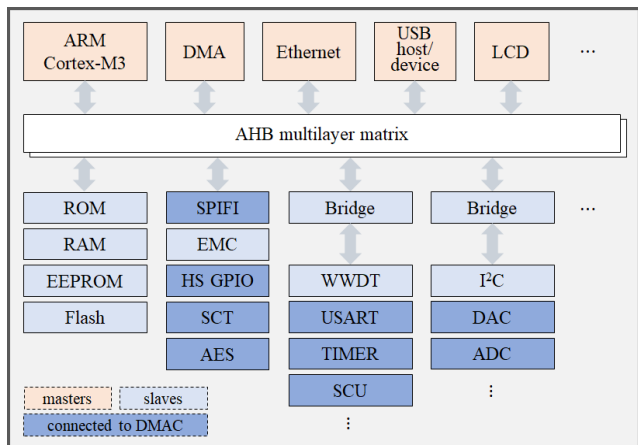 ARM
Cortex-M3
DMA
Ethernet
USB
host/
device
LCD
...
AHB multilayer matrix
ROM
SPIFI
Bridge
Bridge
...
RAM
EMC
EEPROM
HS GPIO
WWDT
I²C
Flash
SCT
USART
DAC
AES
TIMER
ADC
SCU
masters
slaves
connected to DMAC